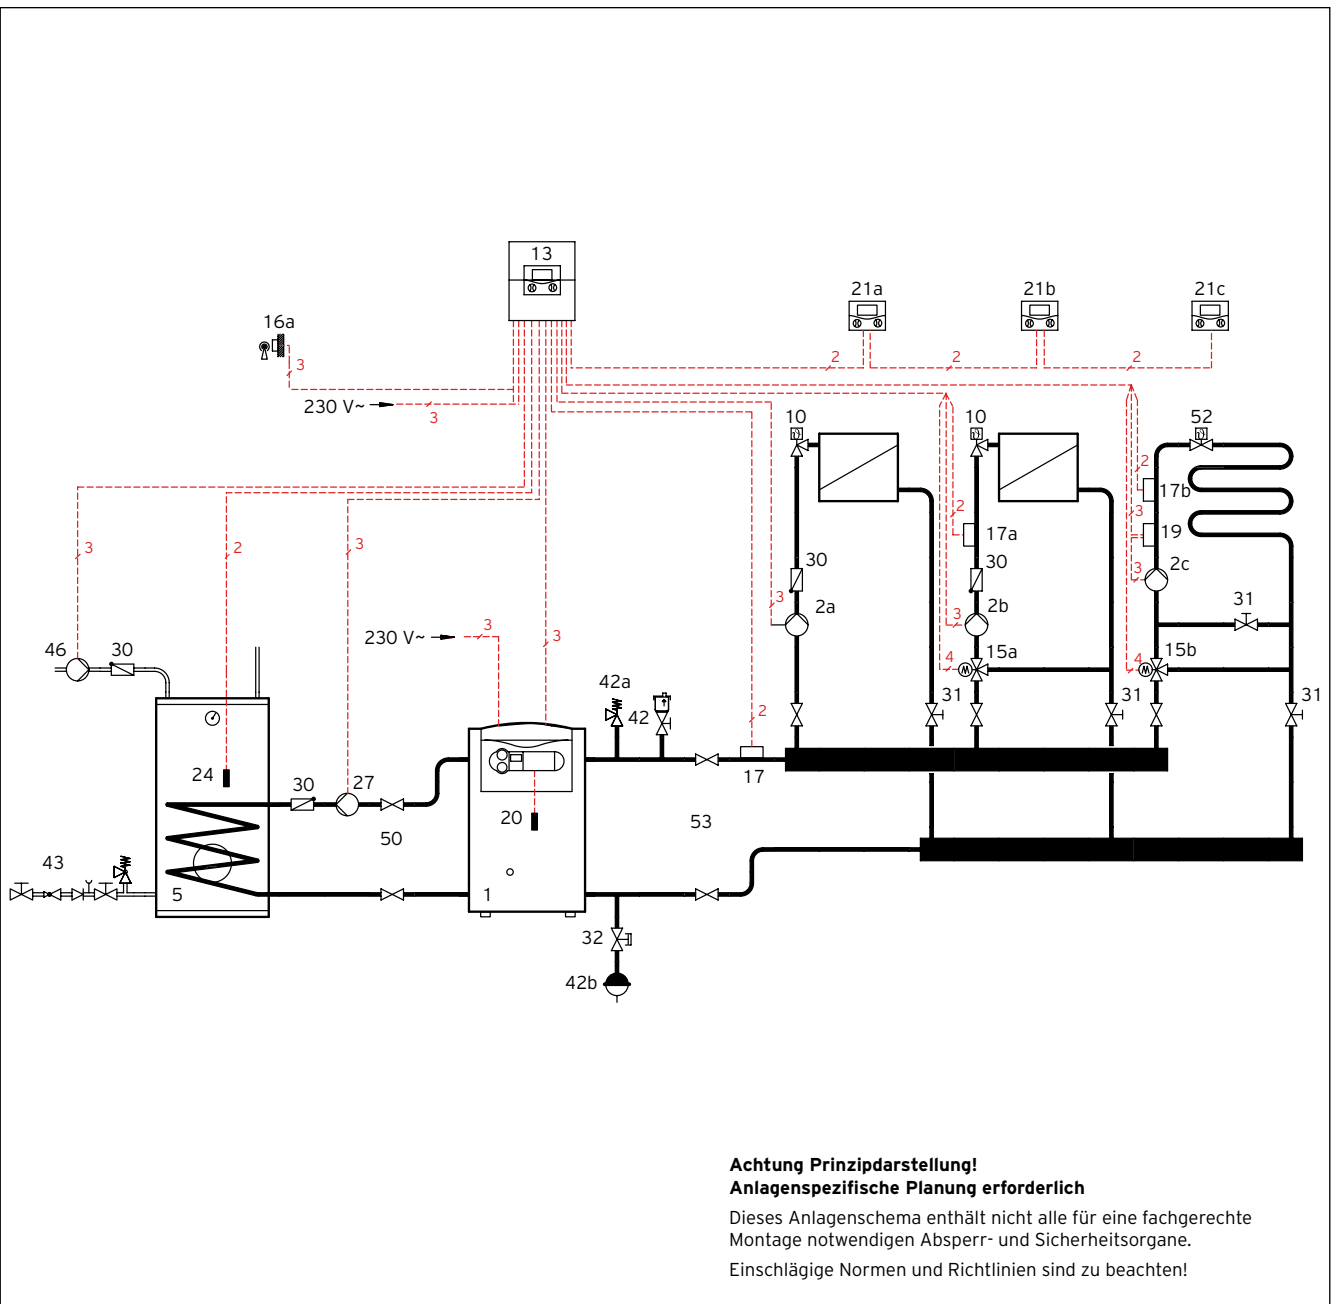 13
21a
21b
21c
16a
3
2
2
2
230 V~
3
10
10
52
2
17b
2
17a
3
19
3
2
3
30
30
2c
3
3
2a
3
2b
31
230 V~
3
3
46
30
15a
4
15b
4
42a
42
31
31
31
2
24
17
30
27
20
53
50
43
5
1
32
42b
Achtung Prinzipdarstellung!
Anlagenspezifische Planung erforderlich
Dieses Anlagenschema enthält nicht alle für eine fachgerechte
Montage notwendigen Absperr- und Sicherheitsorgane.
Einschlägige Normen und Richtlinien sind zu beachten!